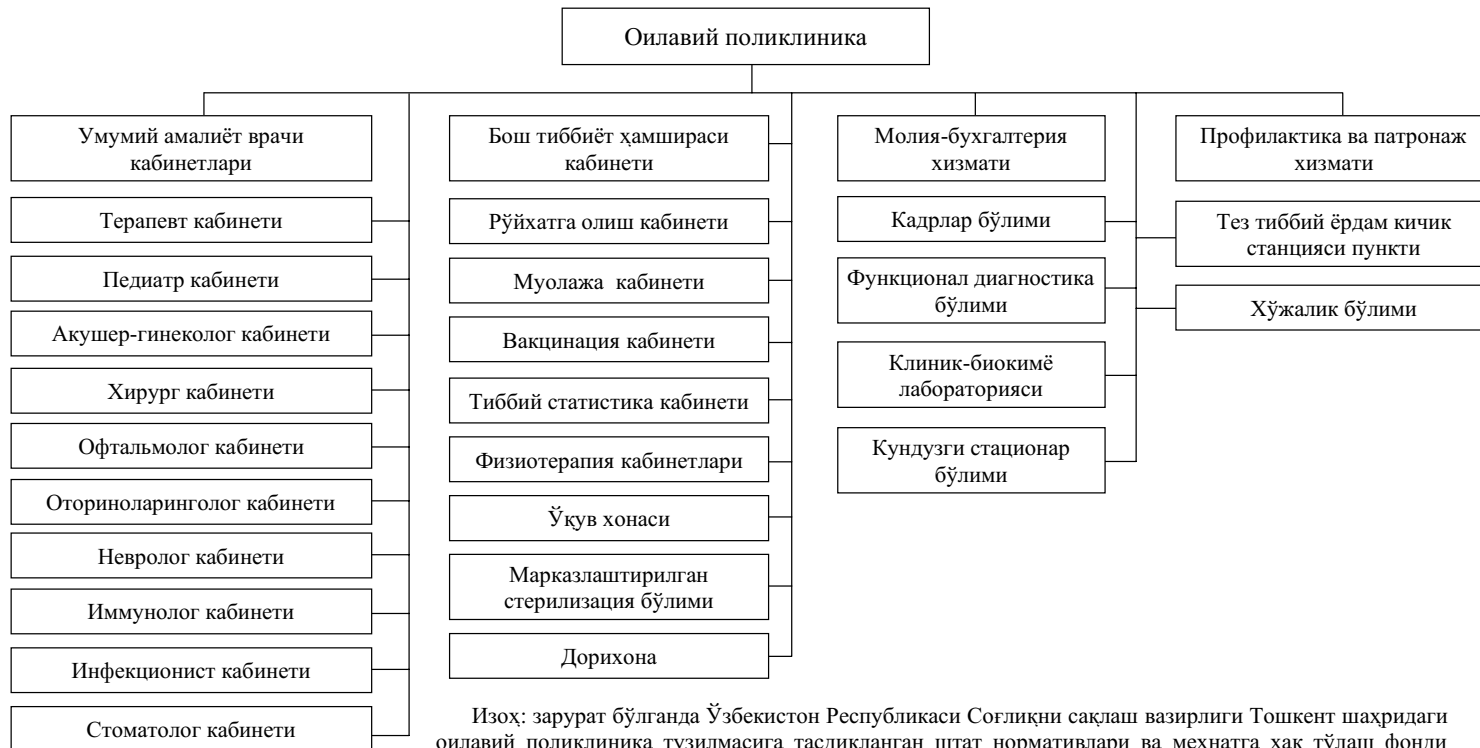 Оилавий поликлиника
Умумий амалиёт врачи
кабинетлари
Терапевт кабинети
Педиатр кабинети
Акушер-гинеколог кабинети
Хирург кабинети
Офтальмолог кабинети
Оториноларинголог кабинети
Невролог кабинети
Иммунолог кабинети
Инфекционист кабинети
Стоматолог кабинети
Бош тиббиёт ҳамшираси
кабинети
Рўйхатга олиш кабинети
Муолажа кабинети
Вакцинация кабинети
Тиббий статистика кабинети
Физиотерапия кабинетлари
Ўқув хонаси
Марказлаштирилган
стерилизация бўлими
Дорихона
Молия-бухгалтерия
хизмати
Кадрлар бўлими
Функционал диагностика
бўлими
Клиник-биокимё
лабораторияси
Кундузги стационар
бўлими
Профилактика ва патронаж
хизмати
Тез тиббий ёрдам кичик
станцияси пункти
Хўжалик бўлими
Изоҳ: зарурат бўлганда Ўзбекистон Республикаси Соғлиқни сақлаш вазирлиги Тошкент шаҳридаги
оилавий поликлиника тузилмасига тасдиқланган штат нормативлари ва меҳнатга ҳақ тўлаш фонди